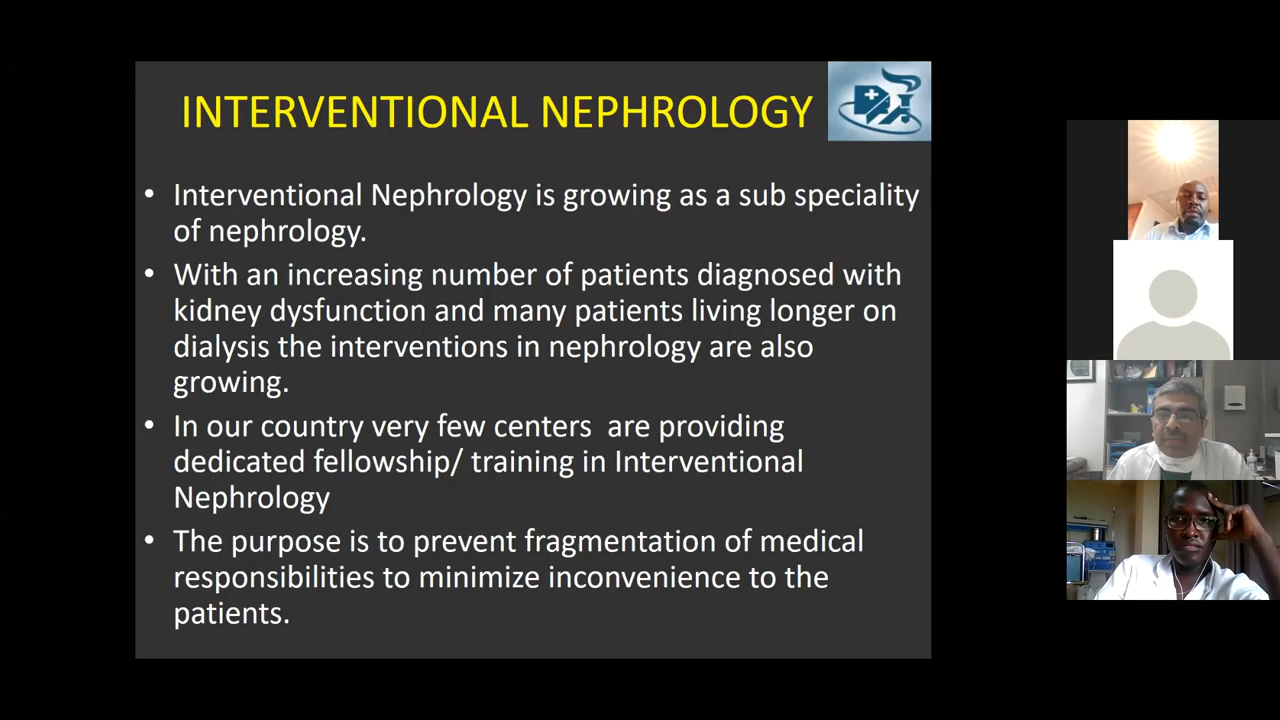 INTERVENTIONAL NEPHROLOGY
• Interventional Nephrology is growing as a sub speciality
of nephrology.
• With an increasing number of patients diagnosed with
kidney dysfunction and many patients living longer on
dialysis the interventions in nephrology are also
growing.
• In our country very few centers  are providing
dedicated fellowship/ training in Interventional
Nephrology
• The purpose is to prevent fragmentation of medical
responsibilities to minimize inconvenience to the
patients.